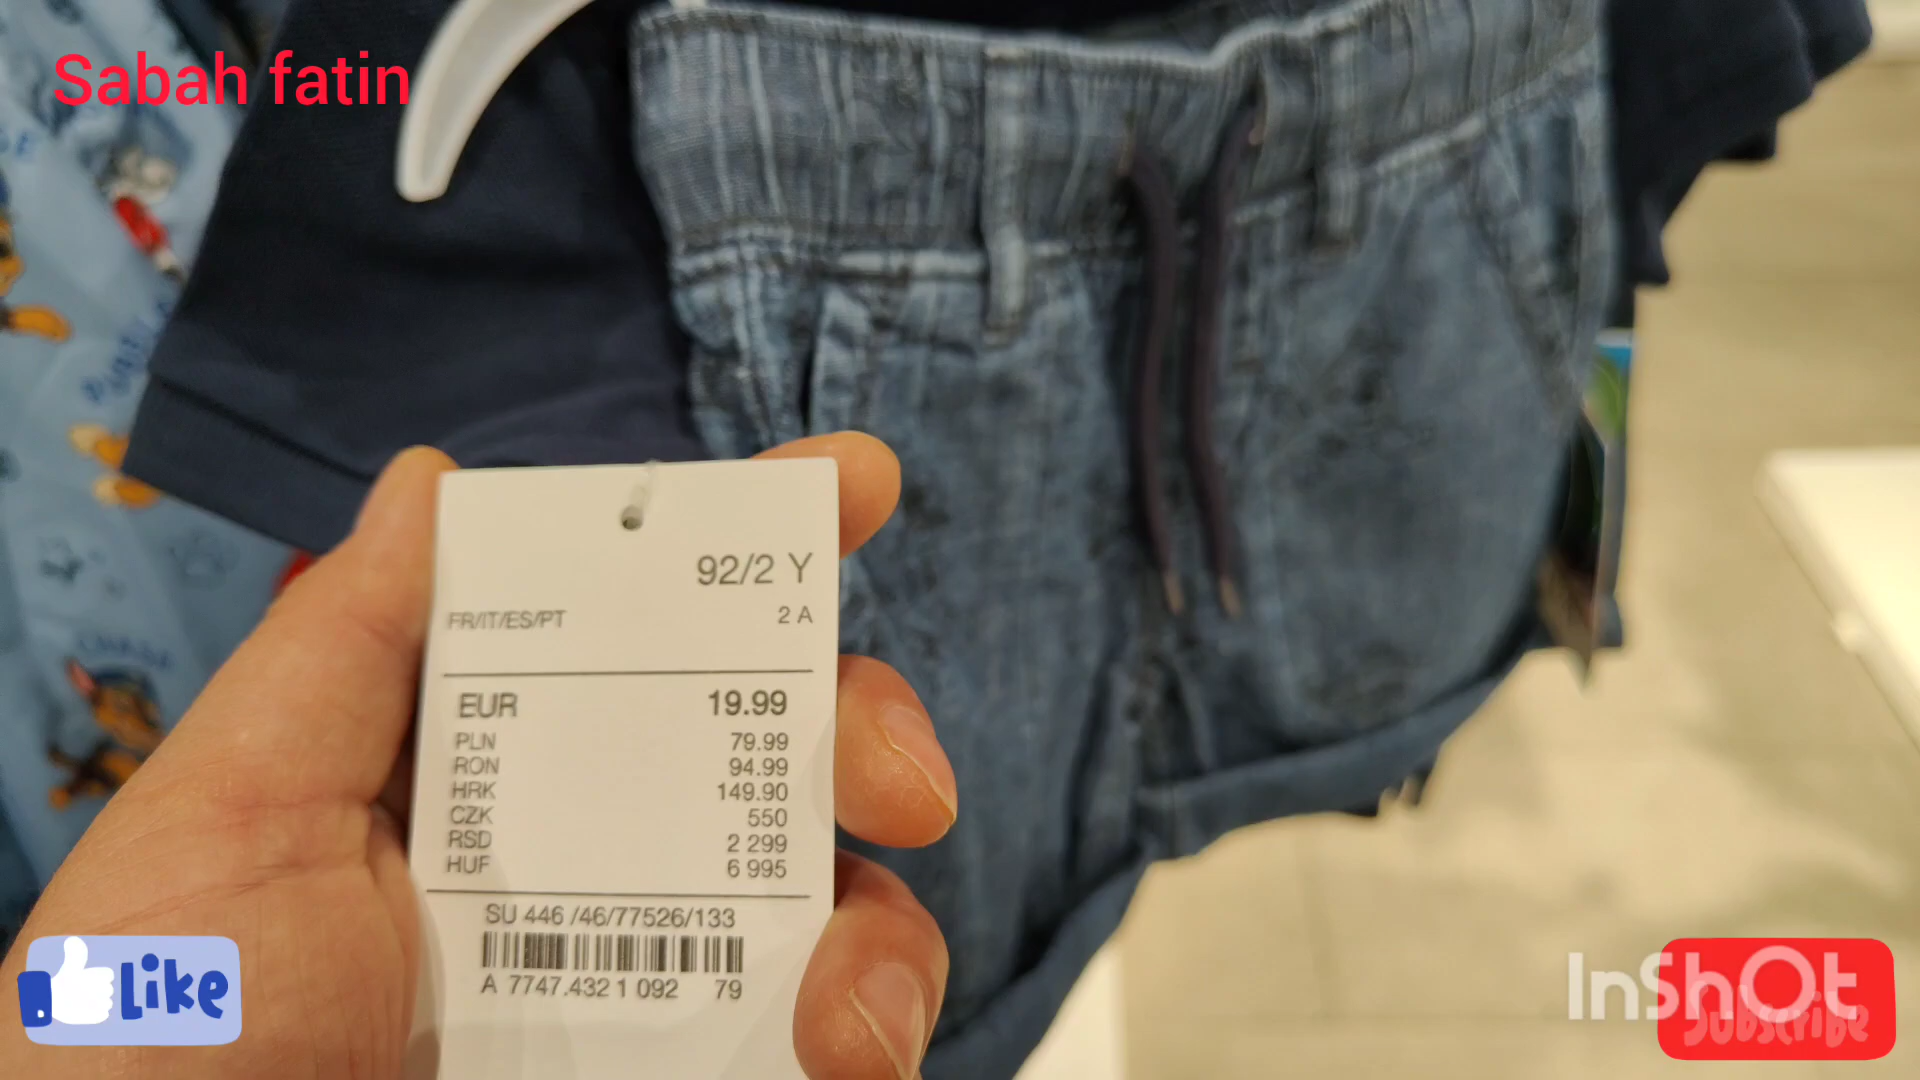 Sabah fatin
92/2 Y
FR/IT/ES/PT 2 A
EUR 19.99
PLN 79.99
RON 94.99
HRK 149.90
CZK 550
RSD 2 299
HUF 6 995
SU 446 /46/77526/133
A 7747.432 1 092 79
Like
InShOt
Subscribe